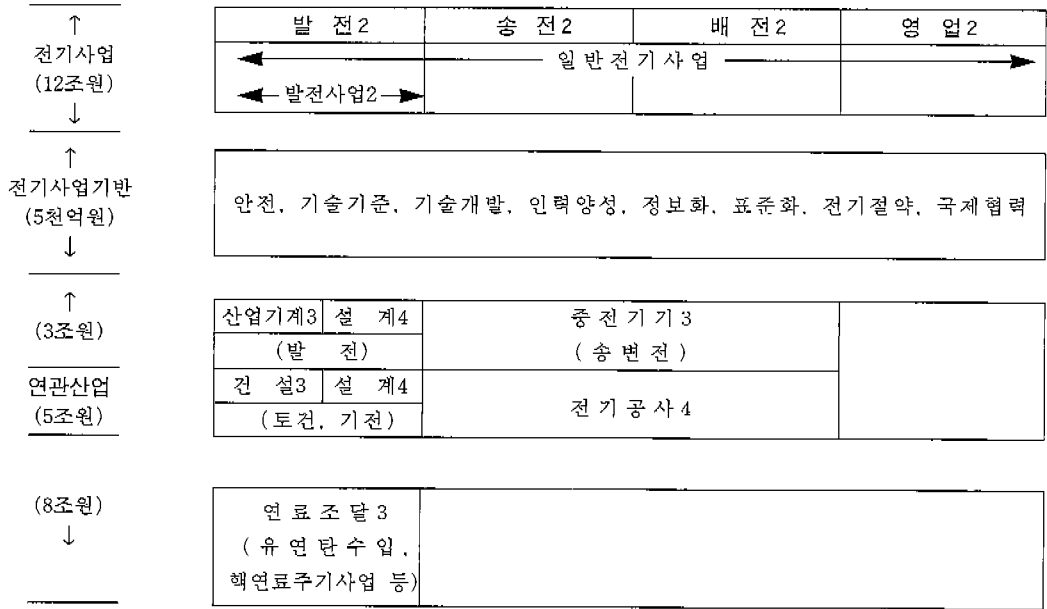 ↑
전기사업
(12조원)
↓
발 전2 송 전2 배 전2 영 업2
일반전기사업
발전사업2
↑
전기사업기반
(5천억원)
↓
안전, 기술기준, 기술개발, 인력양성, 정보화, 표준화, 전기절약, 국제협력
↑
(3조원)
연관산업
(5조원)
산업기계3 설 계4 중전기기3
(발 전) (송변전)
건 설3 설 계4 전기공사4
(토건, 기전)
(8조원)
↓
연료조달3
(유연탄수입,
핵연료주기사업 등)